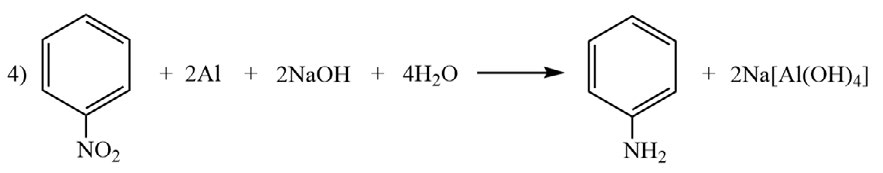 4) + 2Al + 2NaOH + 4H₂O + 2Na[Al(OH)₄]
NO₂ NH₂